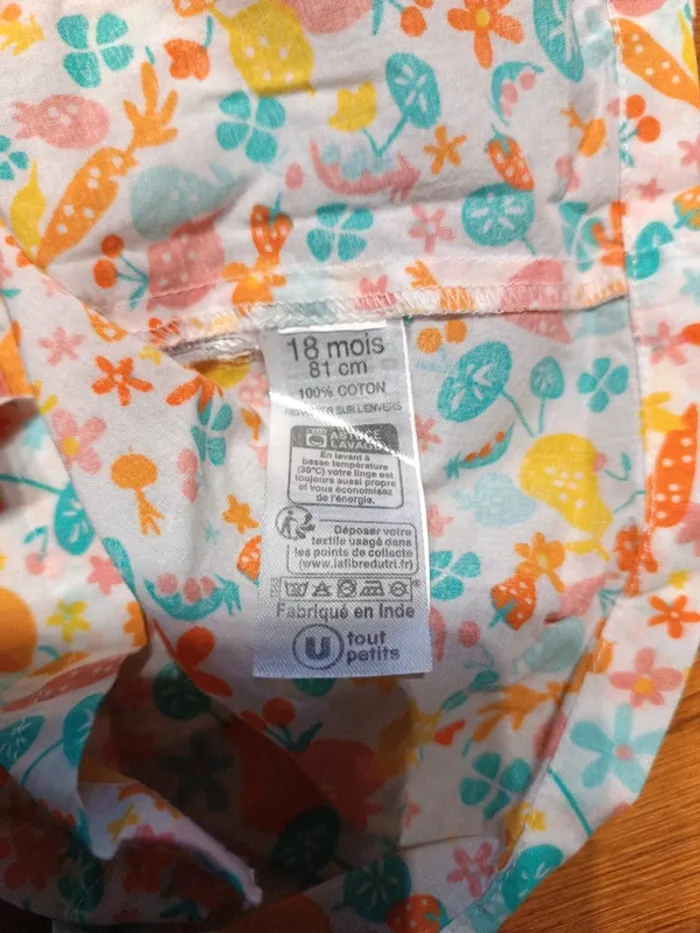 18 mois
81 cm
100% COTON
REPASSER SUR L'ENVERS
ASTUCE
LAVAGE
En lavant à
basse température
(30°C) votre linge est
toujours aussi propre
et vous économisez
de l'énergie.
Déposer votre
textile usagé dans
les points de collecte
(www.lafibredutri.fr)
Fabriqué en Inde
U tout
petits